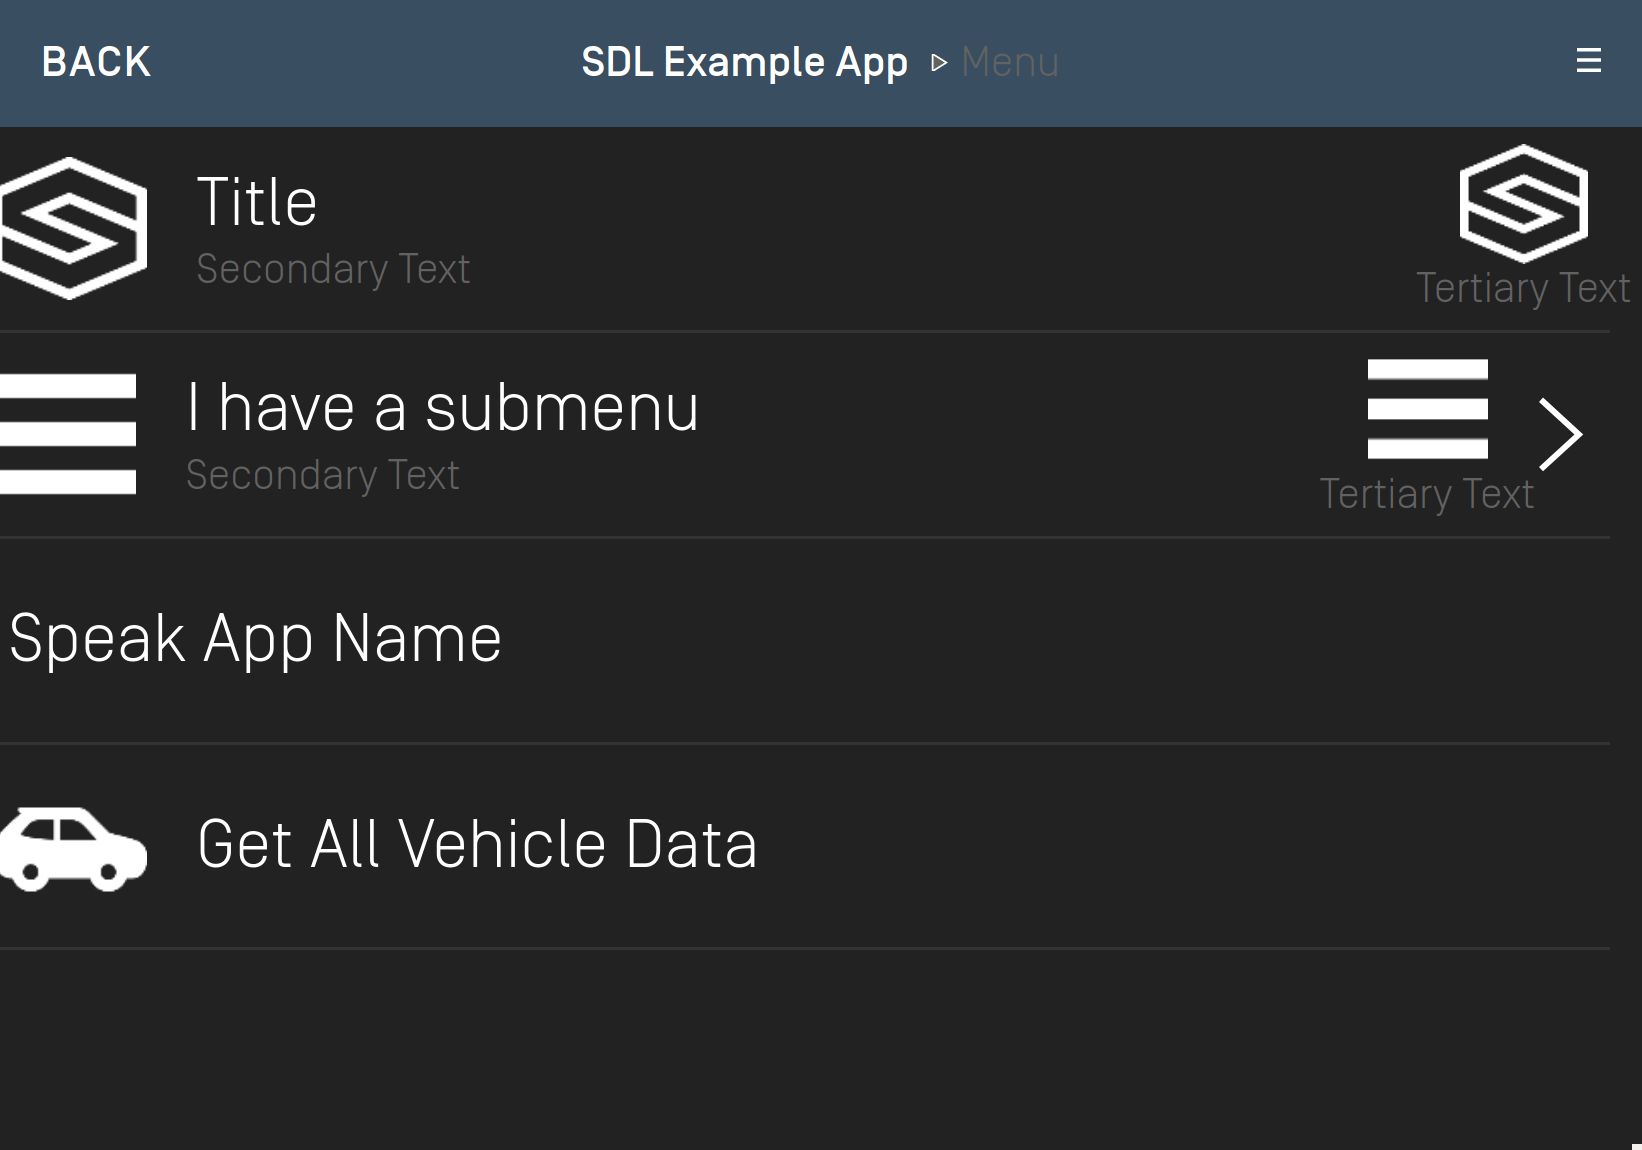 BACK
SDL Example App ▷ Menu
Title
Secondary Text
Tertiary Text
I have a submenu
Secondary Text
Tertiary Text
Speak App Name
Get All Vehicle Data